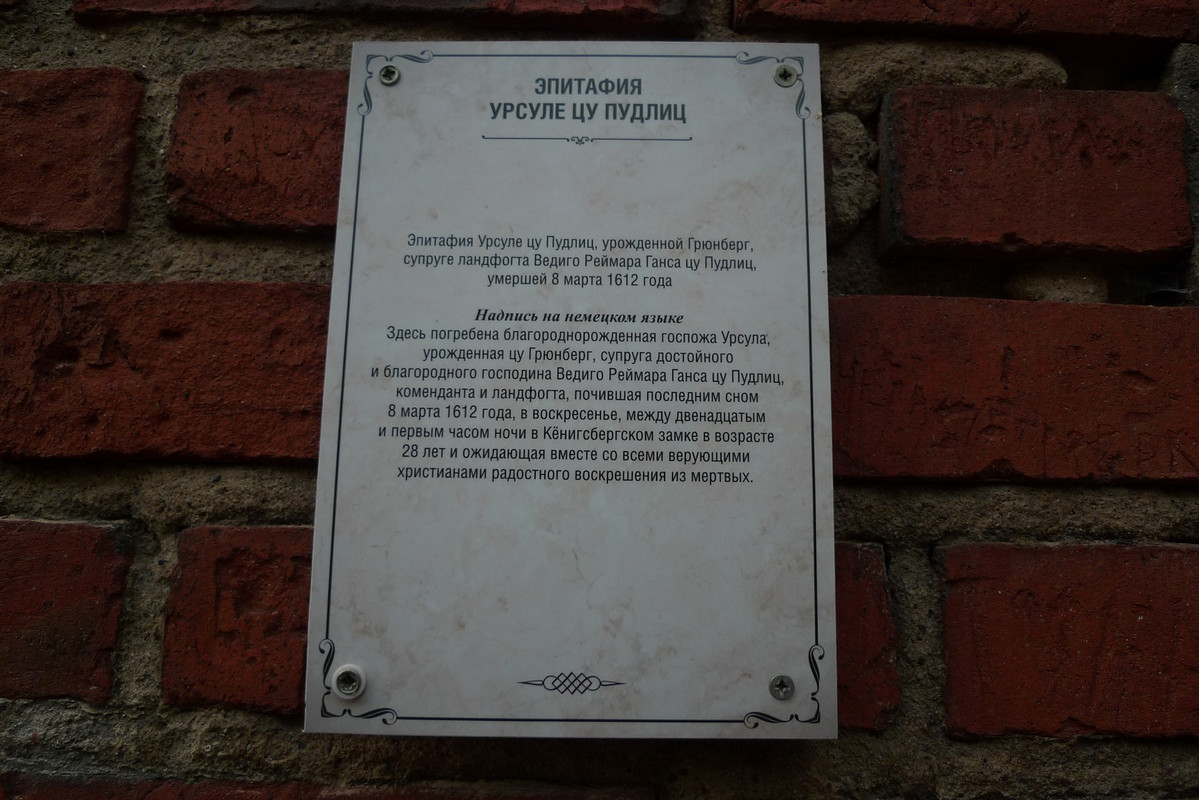 ЭПИТАФИЯ
УРСУЛЕ ЦУ ПУДЛИЦ
Эпитафия Урсуле цу Пудлиц, урожденной Грюнберг,
супруге ландфогта Ведиго Реймара Ганса цу Пудлиц,
умершей 8 марта 1612 года
Надпись на немецком языке
Здесь погребена благороднорожденная госпожа Урсула,
урожденная цу Грюнберг, супруга достойного
и благородного господина Ведиго Реймара Ганса цу Пудлиц,
коменданта и ландфогта, почившая последним сном
8 марта 1612 года, в воскресенье, между двенадцатым
и первым часом ночи в Кёнигсбергском замке в возрасте
28 лет и ожидающая вместе со всеми верующими
христианами радостного воскрешения из мертвых.